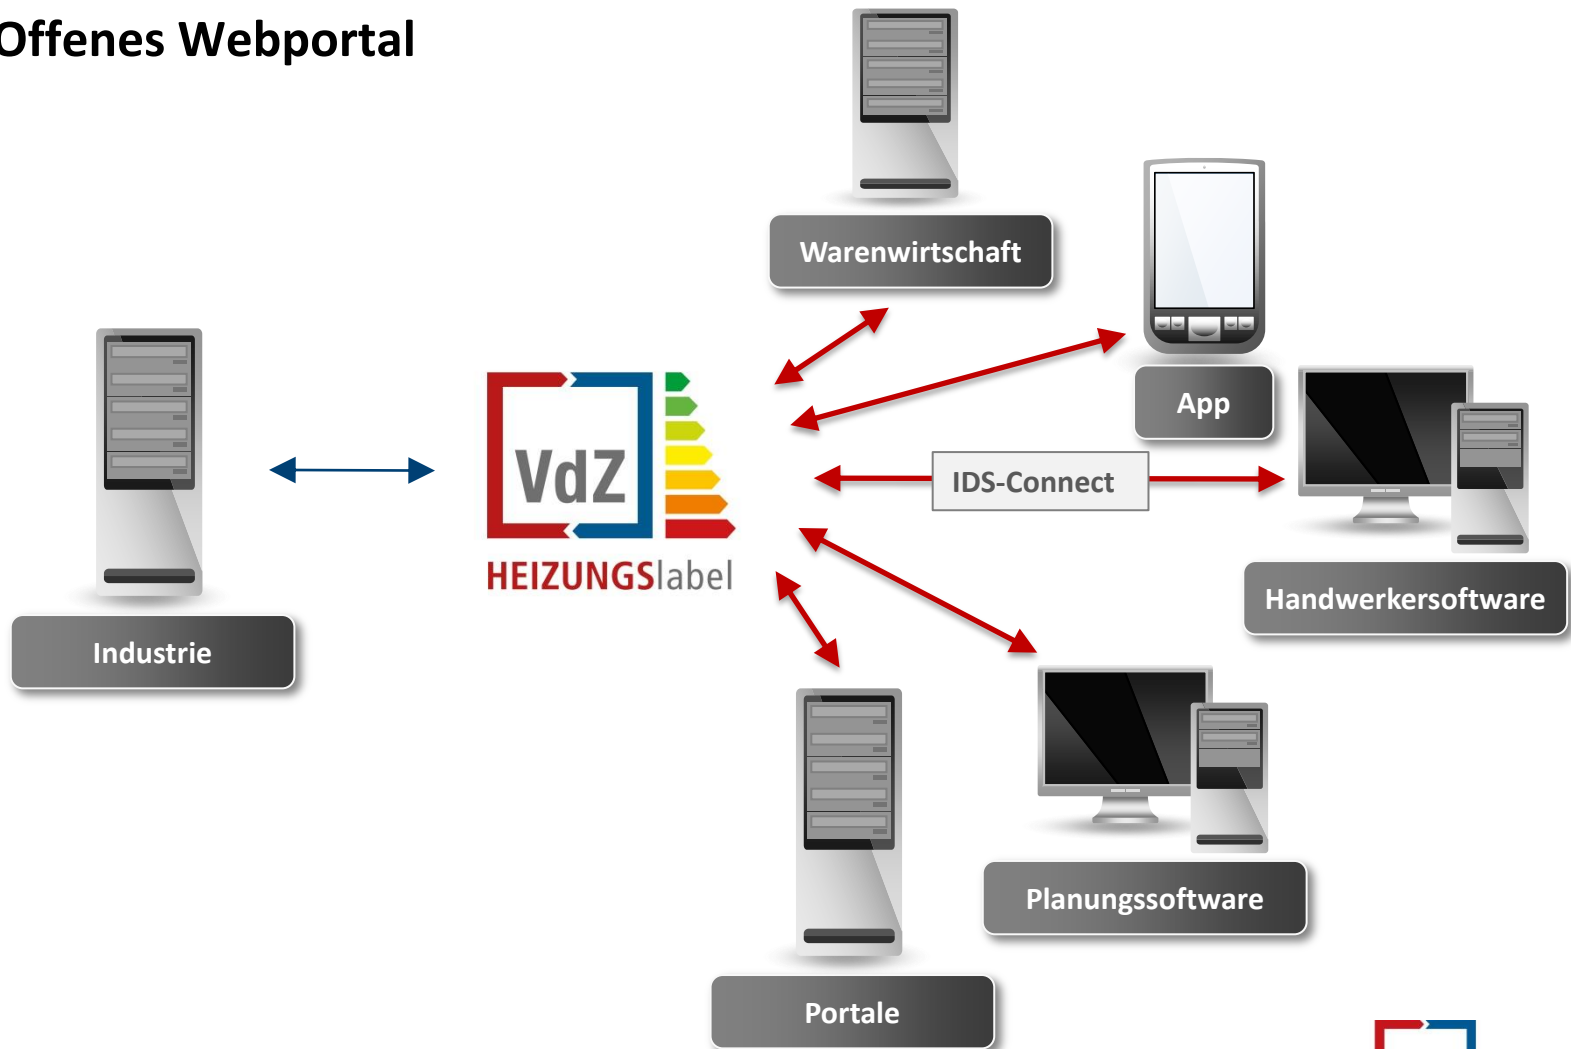 Offenes Webportal
Warenwirtschaft
App
VdZ
HEIZUNGSlabel
IDS-Connect
Handwerkersoftware
Industrie
Planungssoftware
Portale